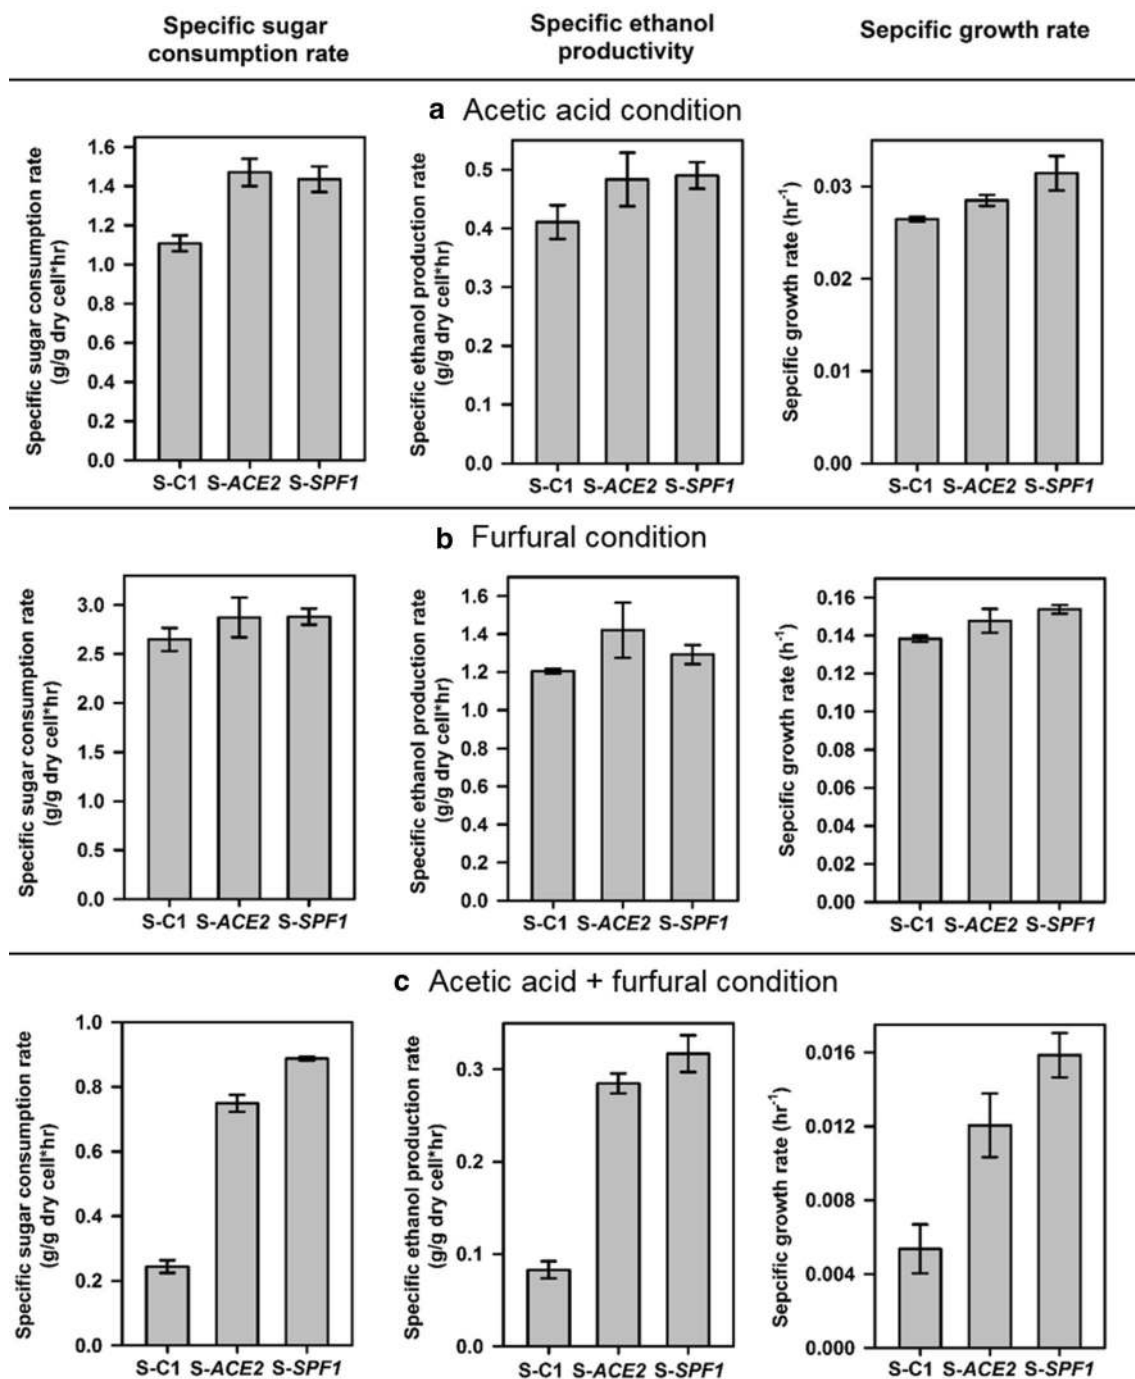 Specific sugar
consumption rate
Specific ethanol
productivity
Sepcific growth rate
a Acetic acid condition
Specific sugar consumption rate
(g/g dry cell*hr)
1.6
1.4
1.2
1.0
0.8
0.6
0.4
0.2
0.0
S-C1 S-ACE2 S-SPF1
Specific ethanol production rate
(g/g dry cell*hr)
0.5
0.4
0.3
0.2
0.1
0.0
S-C1 S-ACE2 S-SPF1
Sepcific growth rate (hr-1)
0.03
0.02
0.01
0.00
S-C1 S-ACE2 S-SPF1
b Furfural condition
Specific sugar consumption rate
(g/g dry cell*hr)
3.0
2.5
2.0
1.5
1.0
0.5
0.0
S-C1 S-ACE2 S-SPF1
Specific ethanol production rate
(g/g dry cell*hr)
1.6
1.4
1.2
1.0
0.8
0.6
0.4
0.2
0.0
S-C1 S-ACE2 S-SPF1
Sepcific growth rate (h-1)
0.16
0.14
0.12
0.10
0.08
0.06
0.04
0.02
0.00
S-C1 S-ACE2 S-SPF1
c Acetic acid + furfural condition
Specific sugar consumption rate
(g/g dry cell*hr)
1.0
0.8
0.6
0.4
0.2
0.0
S-C1 S-ACE2 S-SPF1
Specific ethanol production rate
(g/g dry cell*hr)
0.3
0.2
0.1
0.0
S-C1 S-ACE2 S-SPF1
Sepcific growth rate (hr-1)
0.016
0.012
0.008
0.004
0.000
S-C1 S-ACE2 S-SPF1